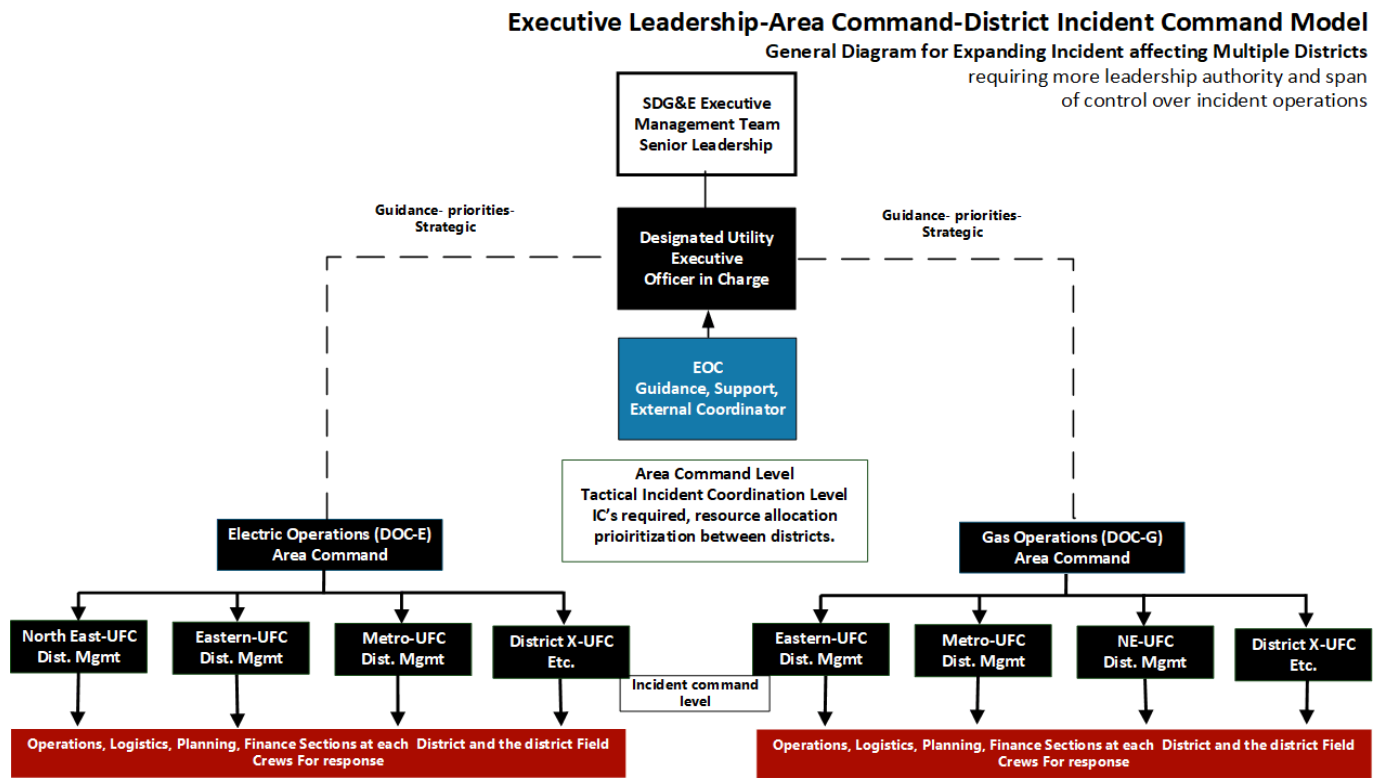 Executive Leadership-Area Command-District Incident Command Model
General Diagram for Expanding Incident affecting Multiple Districts
requiring more leadership authority and span
of control over incident operations
SDG&E Executive
Management Team
Senior Leadership
Guidance- priorities-
Strategic
Guidance- priorities-
Strategic
Designated Utility
Executive
Officer in Charge
EOC
Guidance, Support,
External Coordinator
Area Command Level
Tactical Incident Coordination Level
IC's required, resource allocation
prioiritization between districts.
Electric Operations (DOC-E)
Area Command
Gas Operations (DOC-G)
Area Command
North East-UFC
Dist. Mgmt
Eastern-UFC
Dist. Mgmt
Metro-UFC
Dist. Mgmt
District X-UFC
Etc.
Eastern-UFC
Dist. Mgmt
Metro-UFC
Dist. Mgmt
NE-UFC
Dist. Mgmt
District X-UFC
Etc.
Incident command
level
Operations, Logistics, Planning, Finance Sections at each District and the district Field
Crews For response
Operations, Logistics, Planning, Finance Sections at each District and the district Field
Crews For response